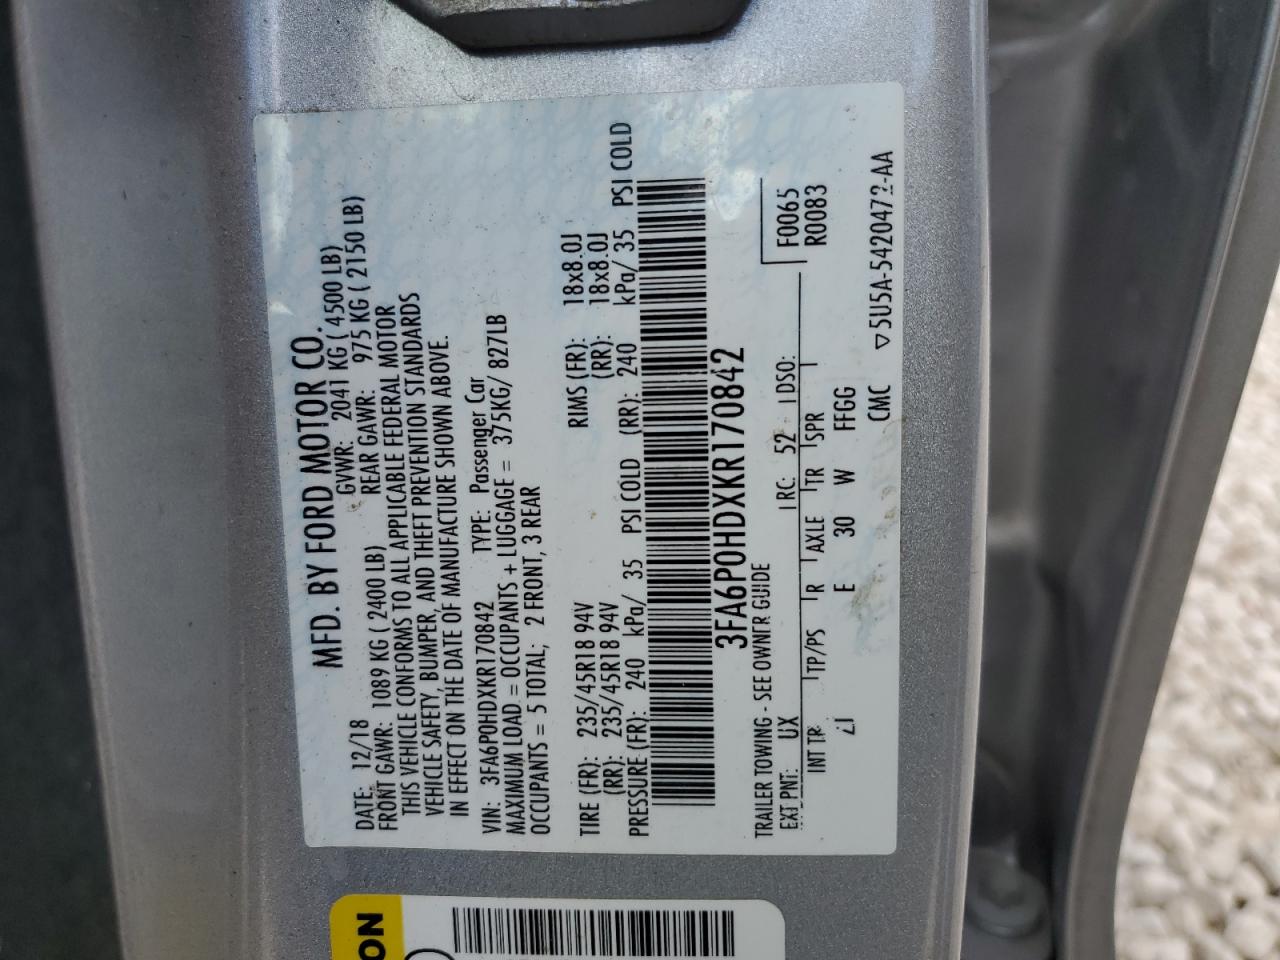 MFD. BY FORD MOTOR CO.
DATE: 12/18 GVWR: 2041 KG ( 4500 LB)
FRONT GAWR: 1089 KG ( 2400 LB) REAR GAWR: 975 KG ( 2150 LB)
THIS VEHICLE CONFORMS TO ALL APPLICABLE FEDERAL MOTOR
VEHICLE SAFETY, BUMPER, AND THEFT PREVENTION STANDARDS
IN EFFECT ON THE DATE OF MANUFACTURE SHOWN ABOVE.
VIN: 3FA6P0HDXKR170842 TYPE: Passenger Car
MAXIMUM LOAD = OCCUPANTS + LUGGAGE = 375KG/ 827LB
OCCUPANTS = 5 TOTAL; 2 FRONT, 3 REAR
TIRE (FR): 235/45R18 94V RIMS (FR): 18x8.0J
(RR): 235/45R18 94V (RR): 18x8.0J
PRESSURE (FR): 240 kPa/ 35 PSI COLD (RR): 240 kPa/ 35 PSI COLD
3FA6P0HDXKR170842
TRAILER TOWING - SEE OWNER GUIDE
F0065
EXT PNT: UX RC: 52 DSO: R0083
INT TR TP/PS R AXLE TR SPR
ZI E 30 W FFGG
CMC ▽5U5A-5420472-AA
ON